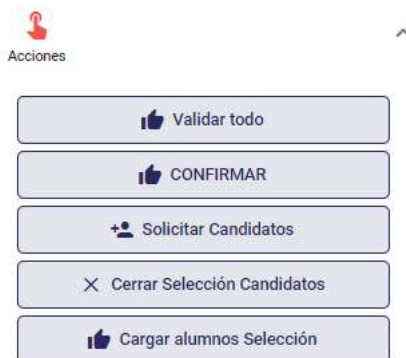 Acciones
Validar todo
CONFIRMAR
Solicitar Candidatos
Cerrar Selección Candidatos
Cargar alumnos Selección